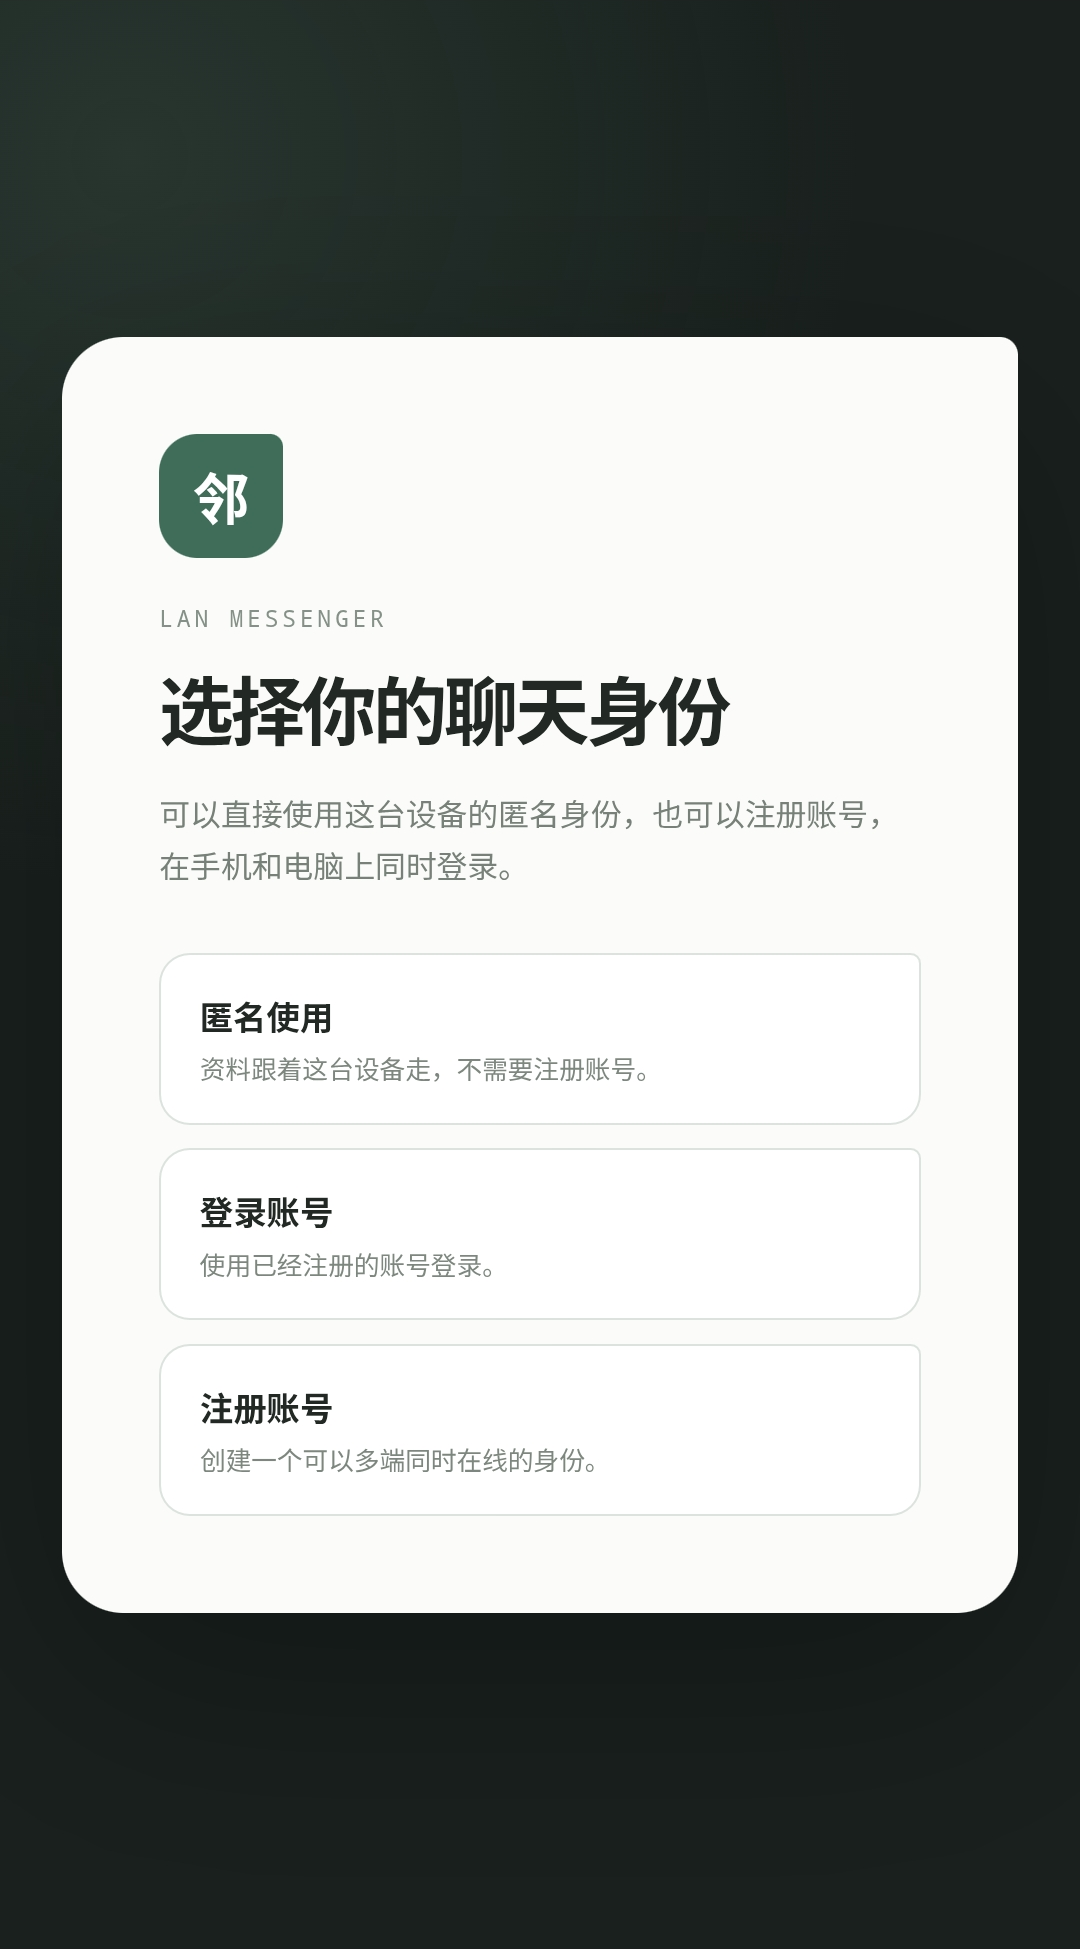 邻
LAN MESSENGER
选择你的聊天身份
可以直接使用这台设备的匿名身份，也可以注册账号，
在手机和电脑上同时登录。
匿名使用
资料跟着这台设备走，不需要注册账号。
登录账号
使用已经注册的账号登录。
注册账号
创建一个可以多端同时在线的身份。